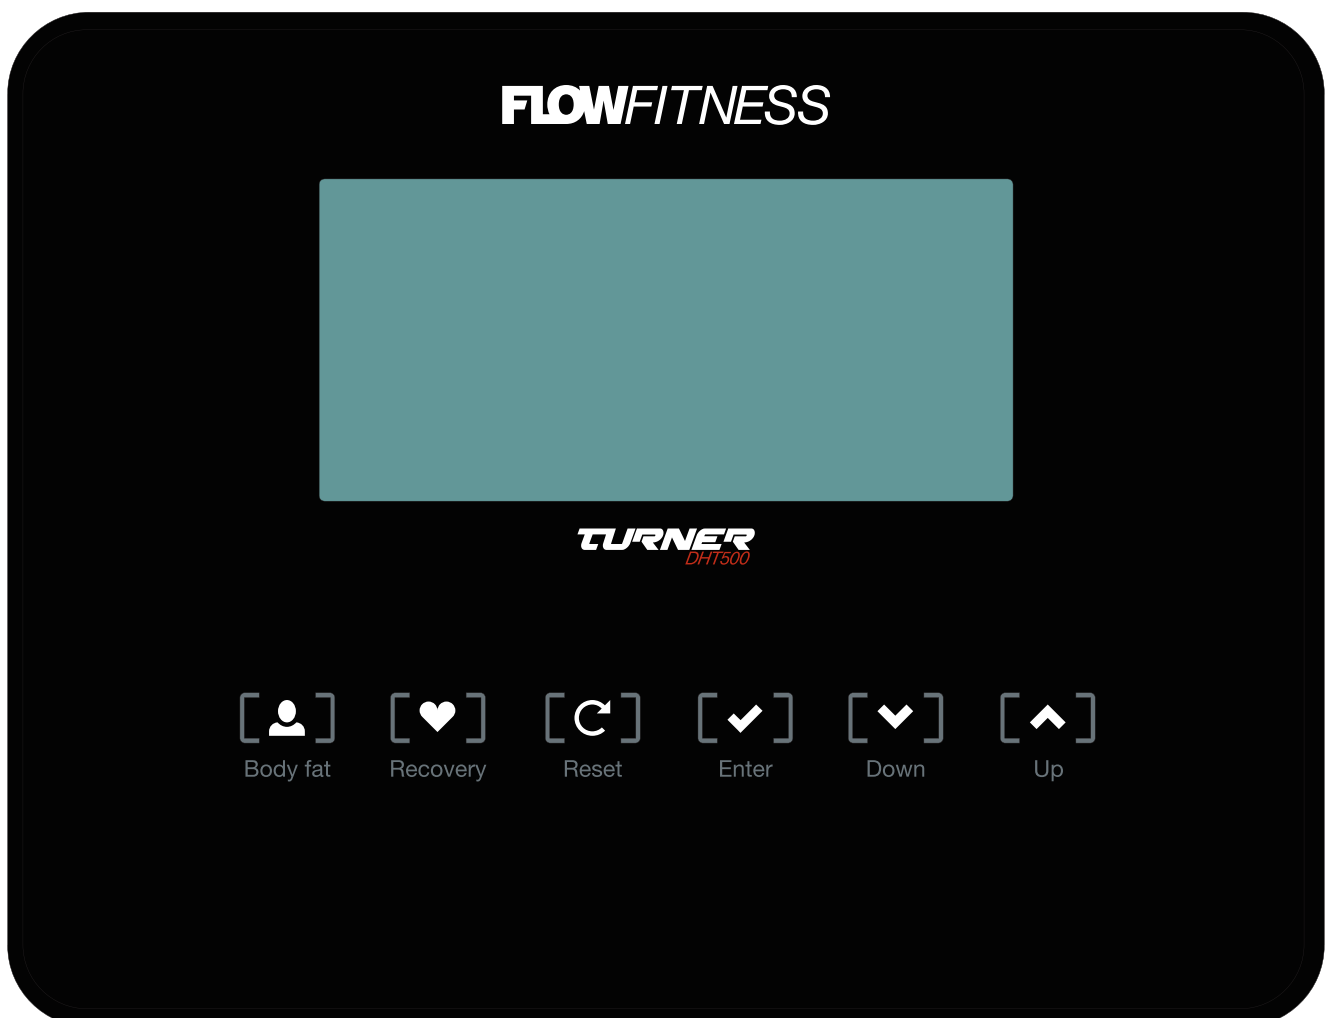 FLOWFITNESS
TURNER
DHT500
Body fat
Recovery
Reset
Enter
Down
Up